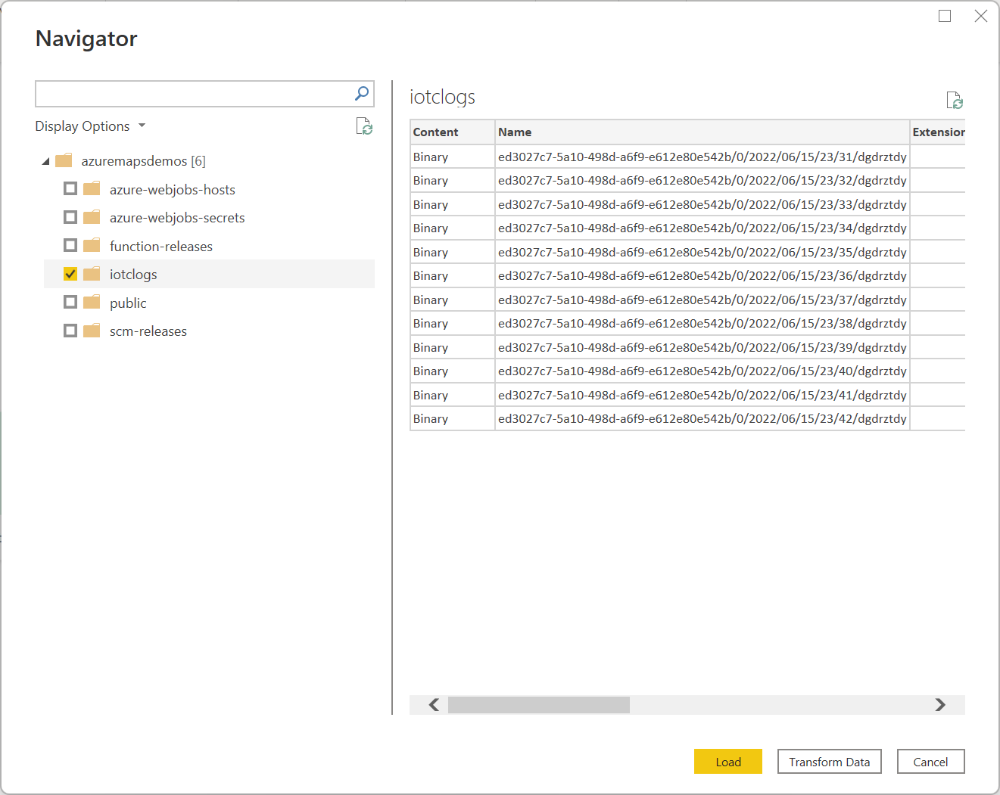 Navigator
Display Options
azuremapsdemos [6]
azure-webjobs-hosts
azure-webjobs-secrets
function-releases
iotclogs
public
scm-releases
iotclogs
Content Name Extension
Binary ed3027c7-5a10-498d-a6f9-e612e80e542b/0/2022/06/15/23/31/dgdrztdy
Binary ed3027c7-5a10-498d-a6f9-e612e80e542b/0/2022/06/15/23/32/dgdrztdy
Binary ed3027c7-5a10-498d-a6f9-e612e80e542b/0/2022/06/15/23/33/dgdrztdy
Binary ed3027c7-5a10-498d-a6f9-e612e80e542b/0/2022/06/15/23/34/dgdrztdy
Binary ed3027c7-5a10-498d-a6f9-e612e80e542b/0/2022/06/15/23/35/dgdrztdy
Binary ed3027c7-5a10-498d-a6f9-e612e80e542b/0/2022/06/15/23/36/dgdrztdy
Binary ed3027c7-5a10-498d-a6f9-e612e80e542b/0/2022/06/15/23/37/dgdrztdy
Binary ed3027c7-5a10-498d-a6f9-e612e80e542b/0/2022/06/15/23/38/dgdrztdy
Binary ed3027c7-5a10-498d-a6f9-e612e80e542b/0/2022/06/15/23/39/dgdrztdy
Binary ed3027c7-5a10-498d-a6f9-e612e80e542b/0/2022/06/15/23/40/dgdrztdy
Binary ed3027c7-5a10-498d-a6f9-e612e80e542b/0/2022/06/15/23/41/dgdrztdy
Binary ed3027c7-5a10-498d-a6f9-e612e80e542b/0/2022/06/15/23/42/dgdrztdy
Load Transform Data Cancel